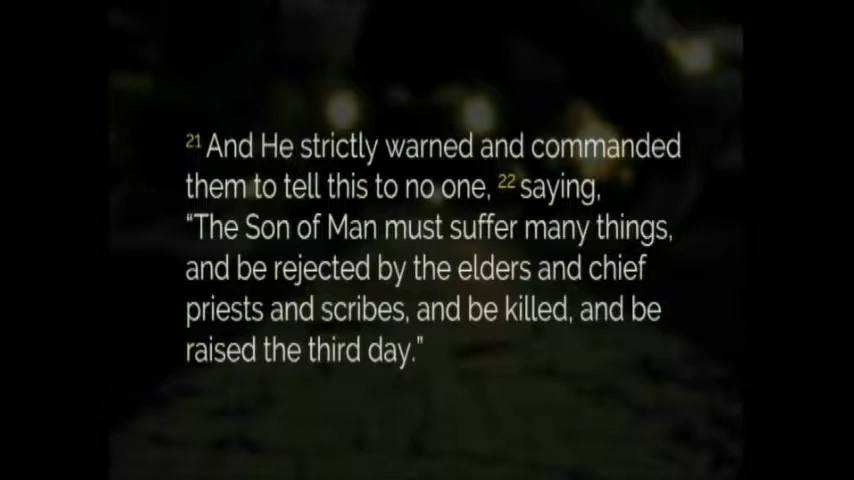 21 And He strictly warned and commanded
them to tell this to no one, 22 saying,
“The Son of Man must suffer many things,
and be rejected by the elders and chief
priests and scribes, and be killed, and be
raised the third day.”